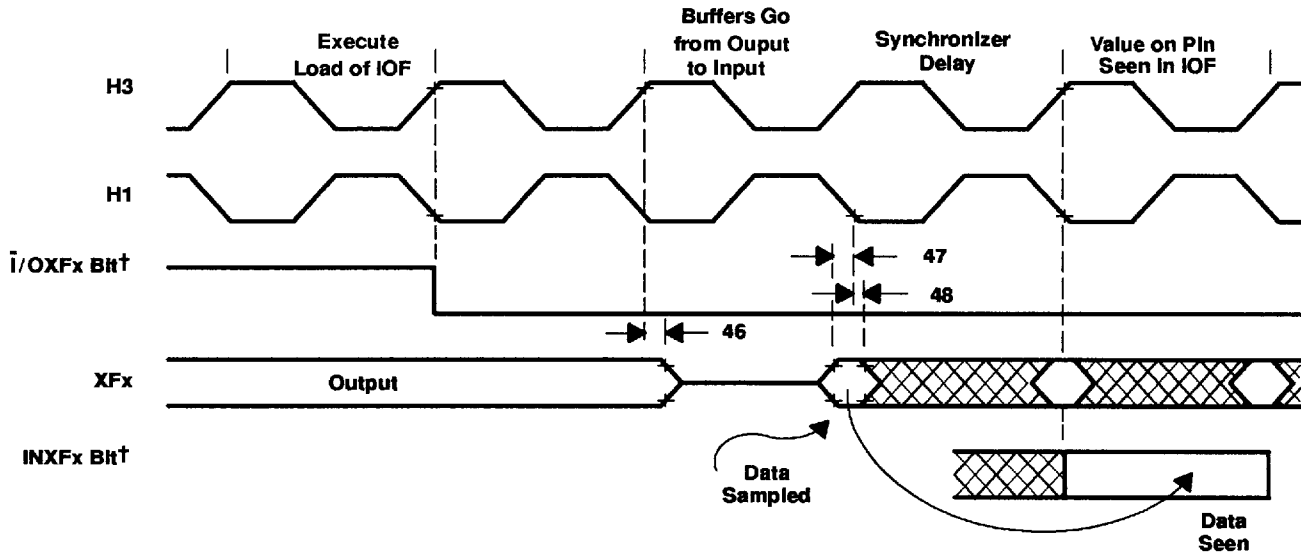 Execute
Load of IOF
Buffers Go
from Ouput
to Input
Synchronizer
Delay
Value on Pin
Seen in IOF
H3
H1
Ī/OXFx Bit†
47
48
46
XFx
Output
INXFx Bit†
Data
Sampled
Data
Seen